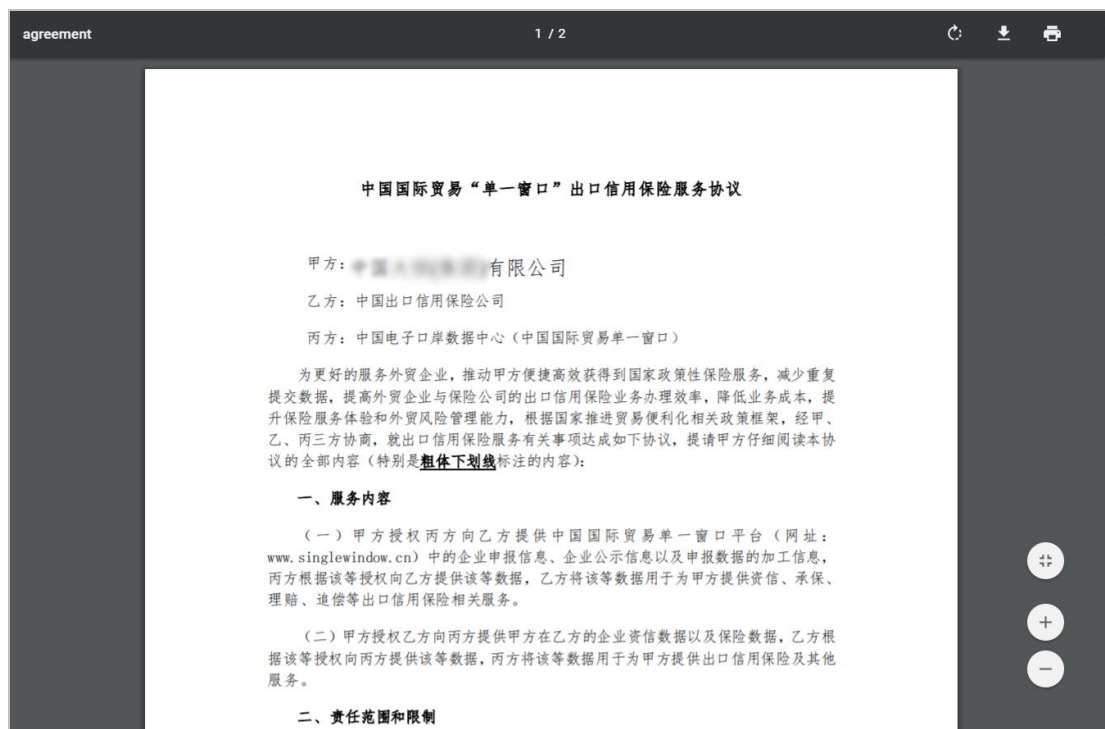 agreement
1 / 2
中国国际贸易“单一窗口”出口信用保险服务协议
甲方：有限公司
乙方：中国出口信用保险公司
丙方：中国电子口岸数据中心（中国国际贸易单一窗口）
为更好的服务外贸企业，推动甲方便捷高效获得到国家政策性保险服务，减少重复
提交数据，提高外贸企业与保险公司的出口信用保险业务办理效率，降低业务成本，提
升保险服务体验和外贸风险管理能力，根据国家推进贸易便利化相关政策框架，经甲、
乙、丙三方协商，就出口信用保险服务有关事项达成如下协议，提请甲方仔细阅读本协
议的全部内容（特别是粗体下划线标注的内容）：
一、服务内容
（一）甲方授权丙方向乙方提供中国国际贸易单一窗口平台（网址：
www.singlewindow.cn）中的企业申报信息、企业公示信息以及申报数据的加工信息，
丙方根据该等授权向乙方提供该等数据，乙方将该等数据用于为甲方提供资信、承保、
理赔、追偿等出口信用保险相关服务。
（二）甲方授权乙方向丙方提供甲方在乙方的企业资信数据以及保险数据，乙方根
据该等授权向丙方提供该等数据，丙方将该等数据用于为甲方提供出口信用保险及其他
服务。
二、责任范围和限制